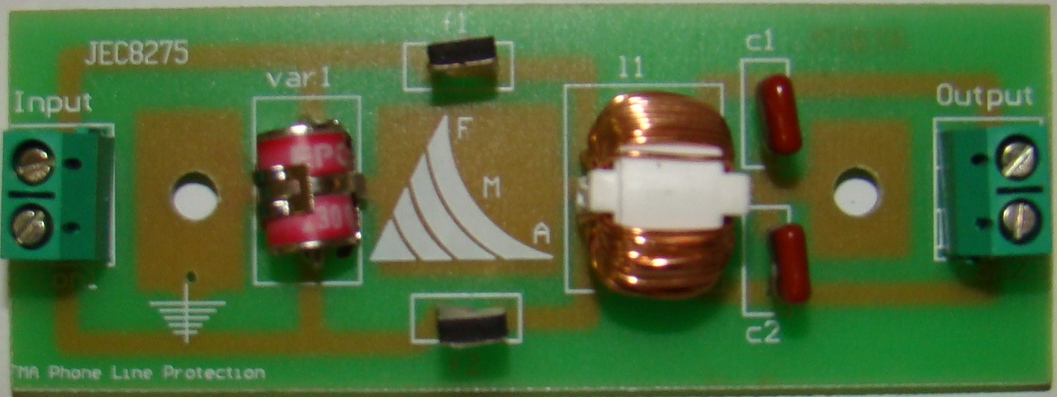 JEC8275
f1
c1
var1
l1
Input
Output
F
M
A
c2
Phone Line Protection